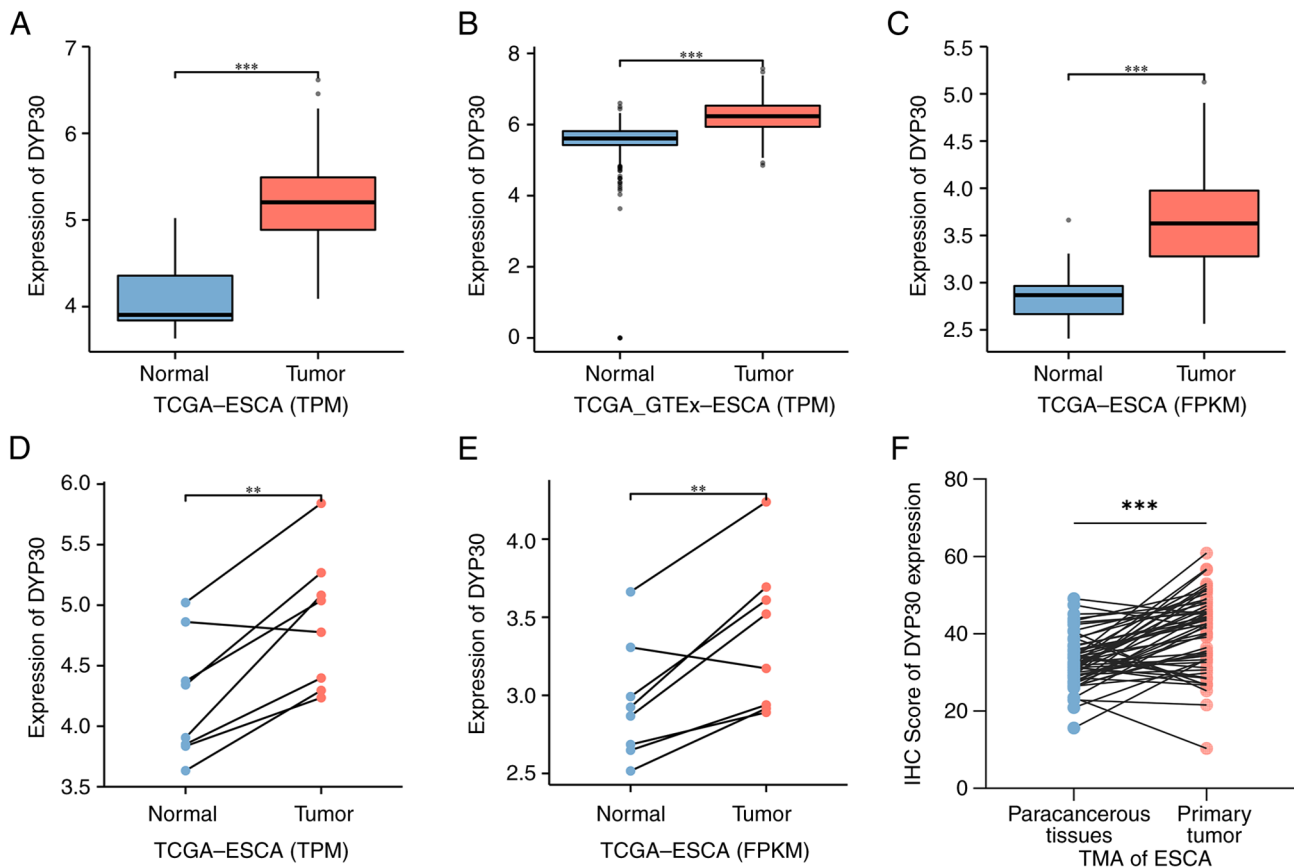 A
Expression of DYP30
7
6
5
4
***
Normal
Tumor
TCGA–ESCA (TPM)
B
Expression of DYP30
8
6
4
2
0
***
Normal
Tumor
TCGA_GTEx–ESCA (TPM)
C
Expression of DYP30
5.5
5.0
4.5
4.0
3.5
3.0
2.5
***
Normal
Tumor
TCGA–ESCA (FPKM)
D
Expression of DYP30
6.0
5.5
5.0
4.5
4.0
3.5
**
Normal
Tumor
TCGA–ESCA (TPM)
E
Expression of DYP30
4.0
3.5
3.0
2.5
**
Normal
Tumor
TCGA–ESCA (FPKM)
F
IHC Score of DYP30 expression
80
60
40
20
0
***
Paracancerous
tissues
Primary
tumor
TMA of ESCA